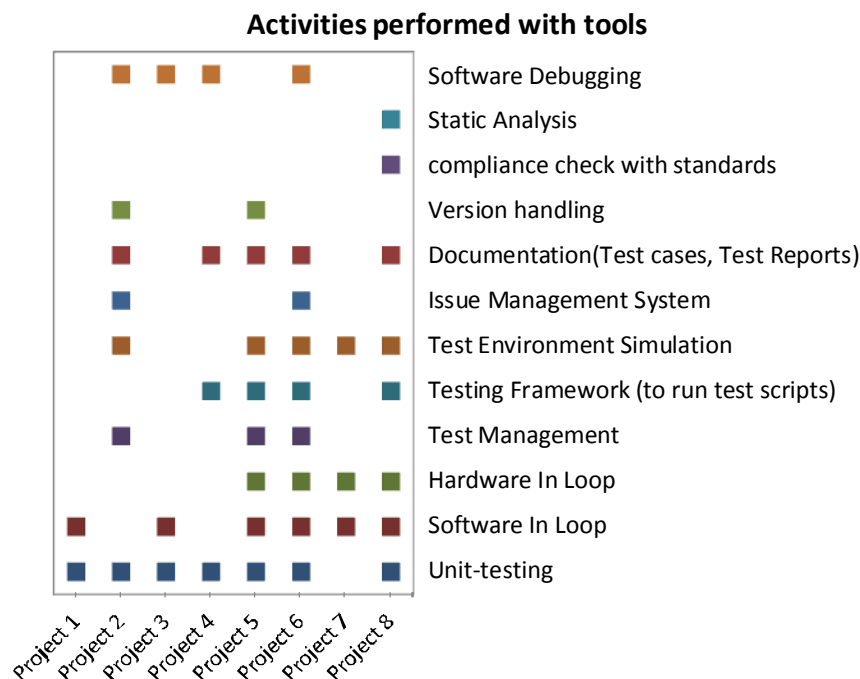 Activities performed with tools
Software Debugging
Static Analysis
compliance check with standards
Version handling
Documentation(Test cases, Test Reports)
Issue Management System
Test Environment Simulation
Testing Framework (to run test scripts)
Test Management
Hardware In Loop
Software In Loop
Unit-testing
Project 1
Project 2
Project 3
Project 4
Project 5
Project 6
Project 7
Project 8